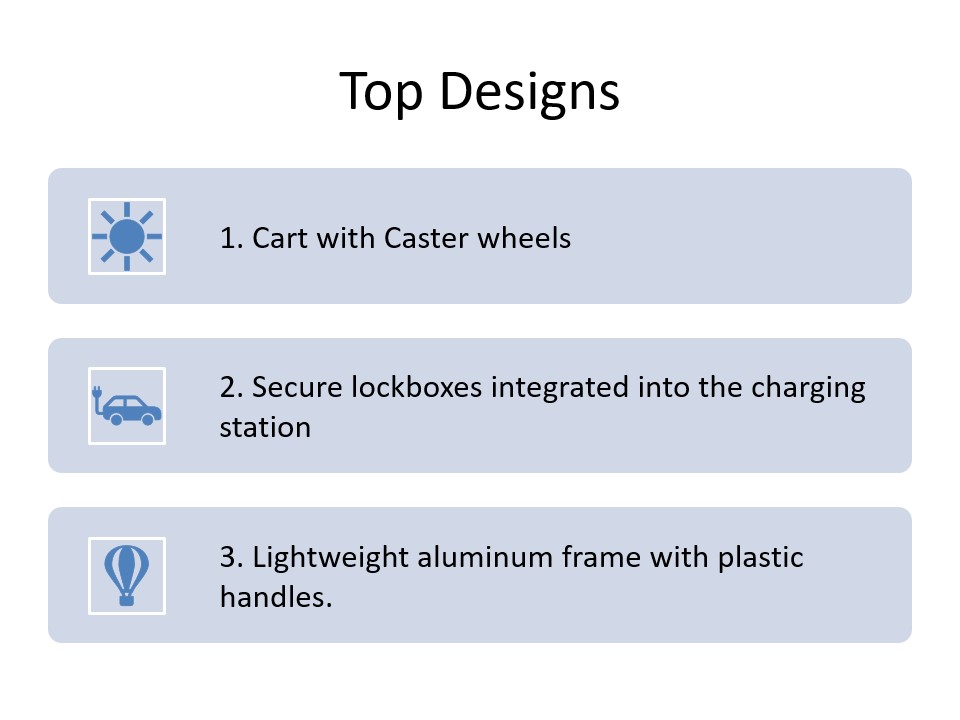 Top Designs
1. Cart with Caster wheels
2. Secure lockboxes integrated into the charging
station
3. Lightweight aluminum frame with plastic
handles.